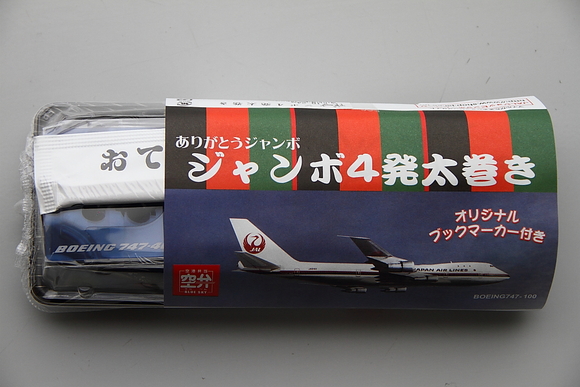 ありがとうジャンボ
ジャンボ4発太巻き
オリジナル
ブックマーカー付き
おて
BOEING 747-4
JAL
JAPAN AIR LINES
空弁
BOEING747-100